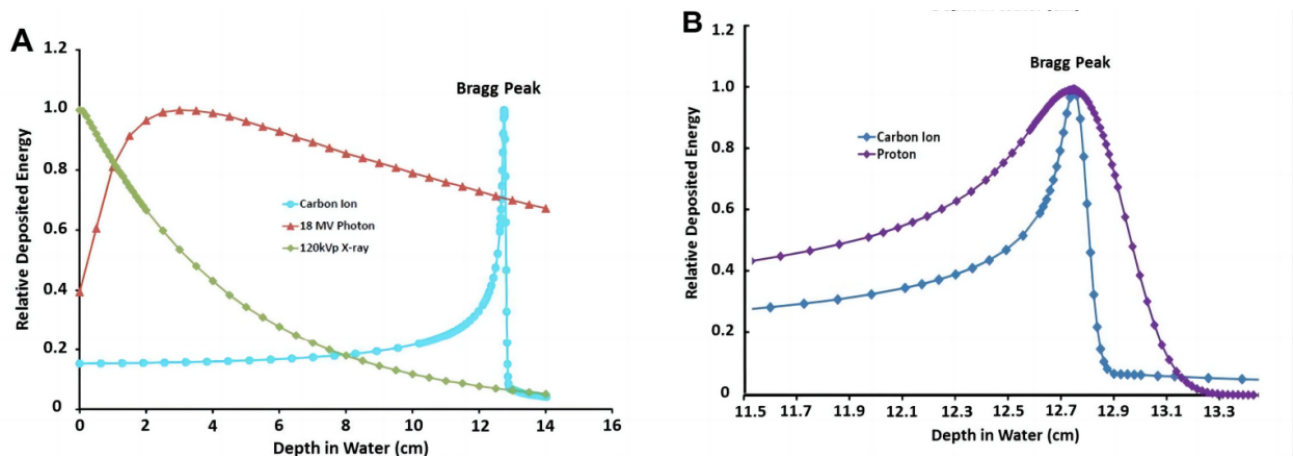 A
1.2
1.0
0.8
0.6
0.4
0.2
0
Relative Deposited Energy
Bragg Peak
Carbon Ion
18 MV Photon
120kVp X-ray
0 2 4 6 8 10 12 14 16
Depth in Water (cm)
B
1.2
1.0
0.8
0.6
0.4
0.2
0
Relative Deposited Energy
Bragg Peak
Carbon Ion
Proton
11.5 11.7 11.9 12.1 12.3 12.5 12.7 12.9 13.1 13.3
Depth in Water (cm)